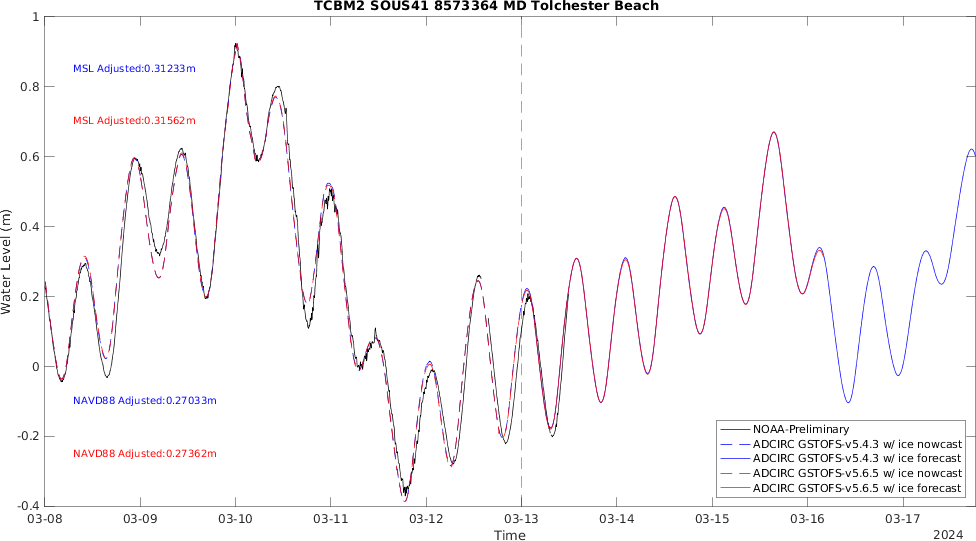 TCBM2 SOUS41 8573364 MD Tolchester Beach
Water Level (m)
1
0.8
0.6
0.4
0.2
0
-0.2
-0.4
MSL Adjusted:0.31233m
MSL Adjusted:0.31562m
NAVD88 Adjusted:0.27033m
NAVD88 Adjusted:0.27362m
NOAA-Preliminary
ADCIRC GSTOFS-v5.4.3 w/ ice nowcast
ADCIRC GSTOFS-v5.4.3 w/ ice forecast
ADCIRC GSTOFS-v5.6.5 w/ ice nowcast
ADCIRC GSTOFS-v5.6.5 w/ ice forecast
03-08 03-09 03-10 03-11 03-12 03-13 03-14 03-15 03-16 03-17
Time
2024